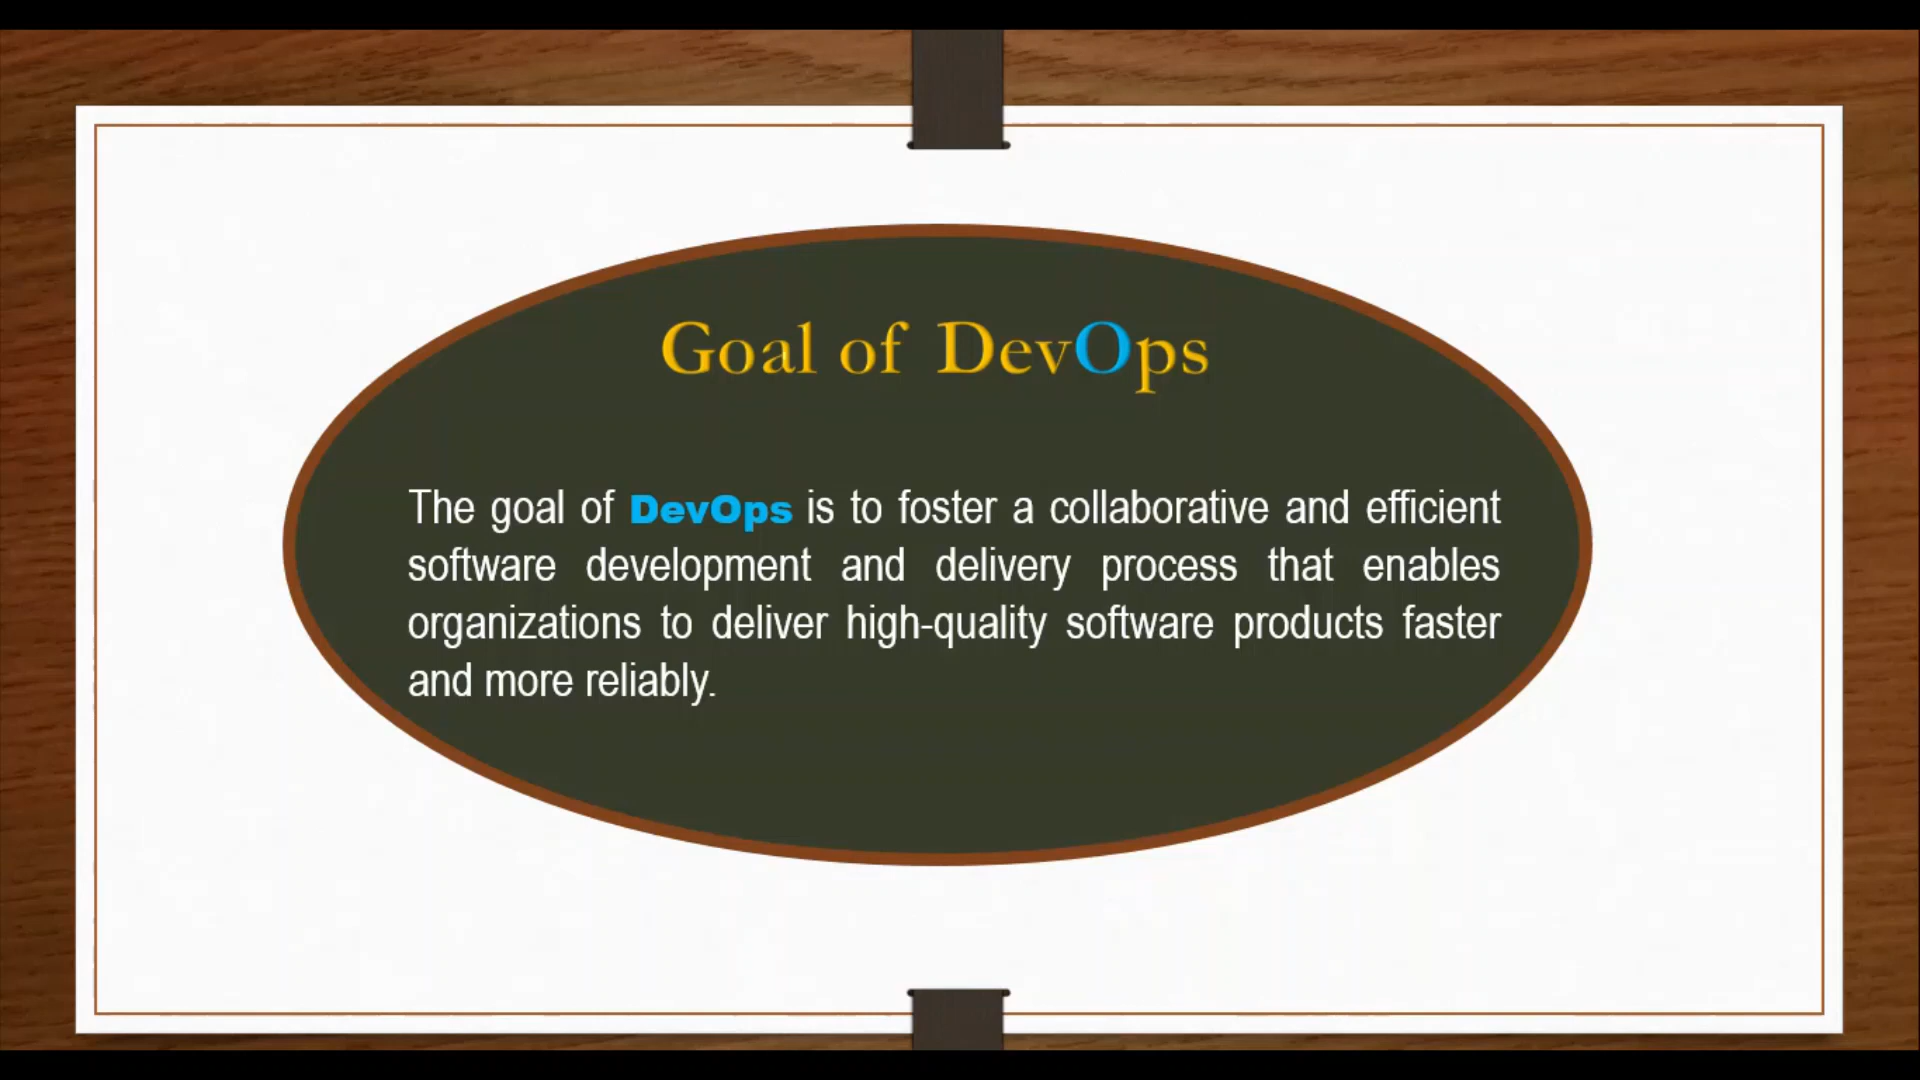 Goal of DevOps
The goal of DevOps is to foster a collaborative and efficient
software development and delivery process that enables
organizations to deliver high-quality software products faster
and more reliably.